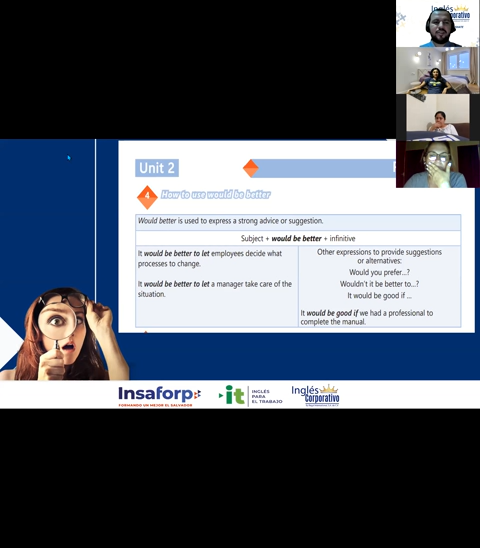 Inglés
Corporativo
Unit 2
4
How to use would be better
Would better is used to express a strong advice or suggestion.
Subject + would be better + infinitive
It would be better to let employees decide what
processes to change.
It would be better to let a manager take care of the
situation.
Other expressions to provide suggestions
or alternatives:
Would you prefer...?
Wouldn't it be better to...?
It would be good if ...
It would be good if we had a professional to
complete the manual.
Insaforp
FORMANDO UN MEJOR EL SALVADOR
it
INGLÉS
PARA
EL TRABAJO
Inglés
Corporativo